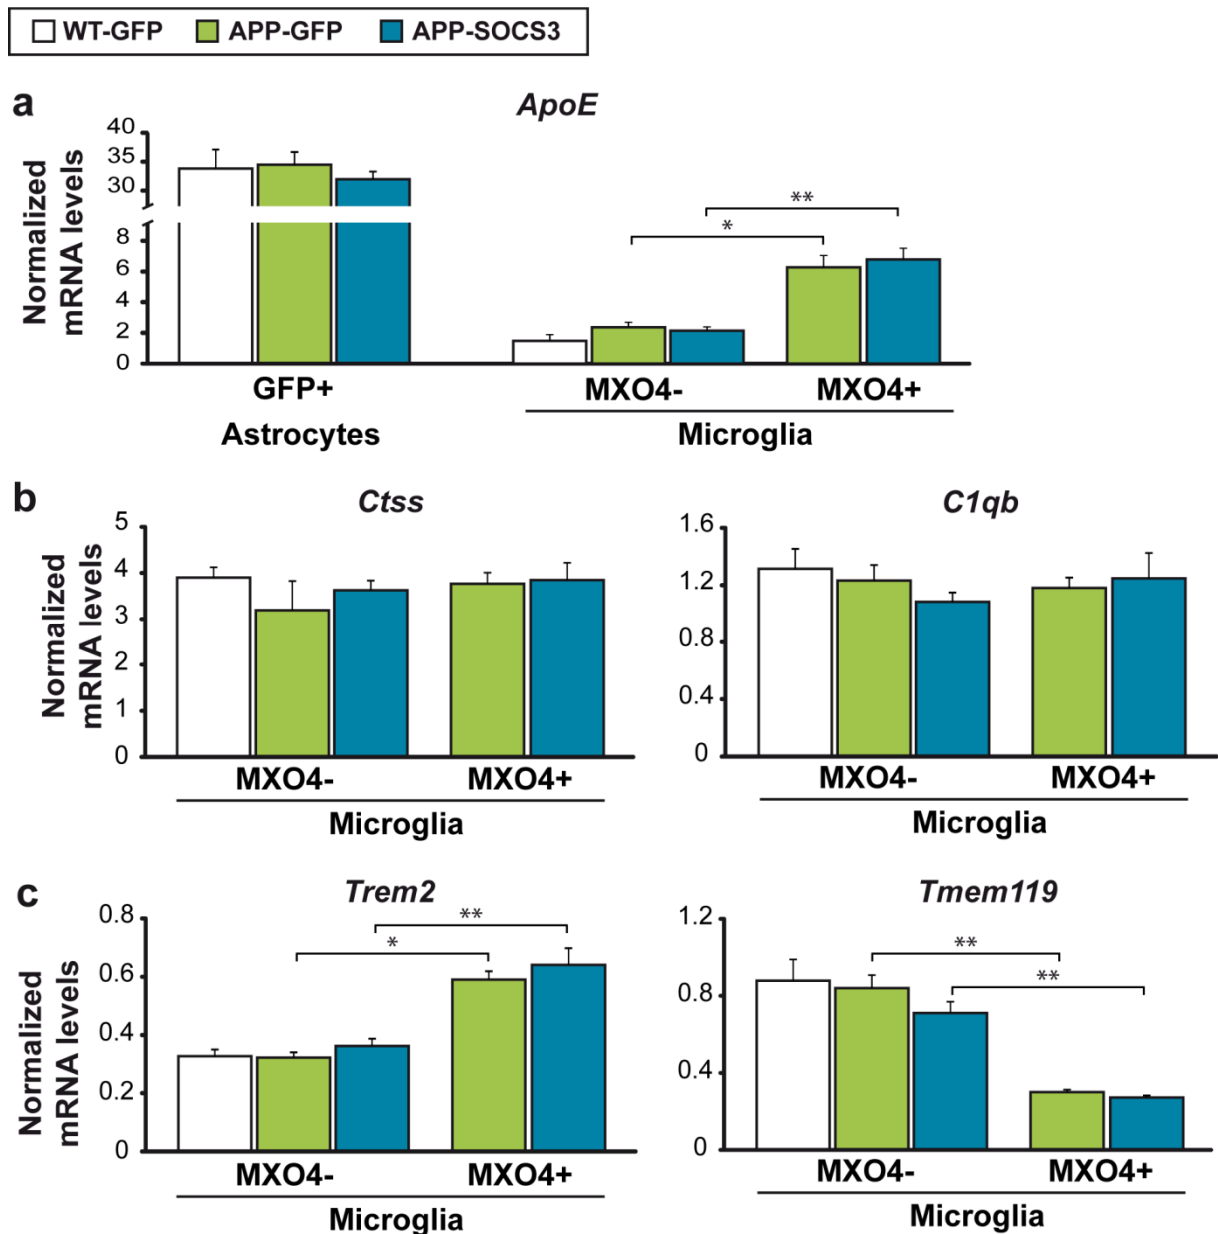 WT-GFP APP-GFP APP-SOCS3
a
ApoE
Normalized
mRNA levels
40
35
30
8
6
4
2
0
*
**
GFP+ MXO4- MXO4+
Astrocytes Microglia
b
Ctss
Normalized
mRNA levels
5
4
3
2
1
0
MXO4- MXO4+
Microglia
C1qb
1.6
1.2
0.8
0.4
0
MXO4- MXO4+
Microglia
c
Trem2
Normalized
mRNA levels
0.8
0.6
0.4
0.2
0
**
*
MXO4- MXO4+
Microglia
Tmem119
1.2
0.8
0.4
0
**
**
MXO4- MXO4+
Microglia